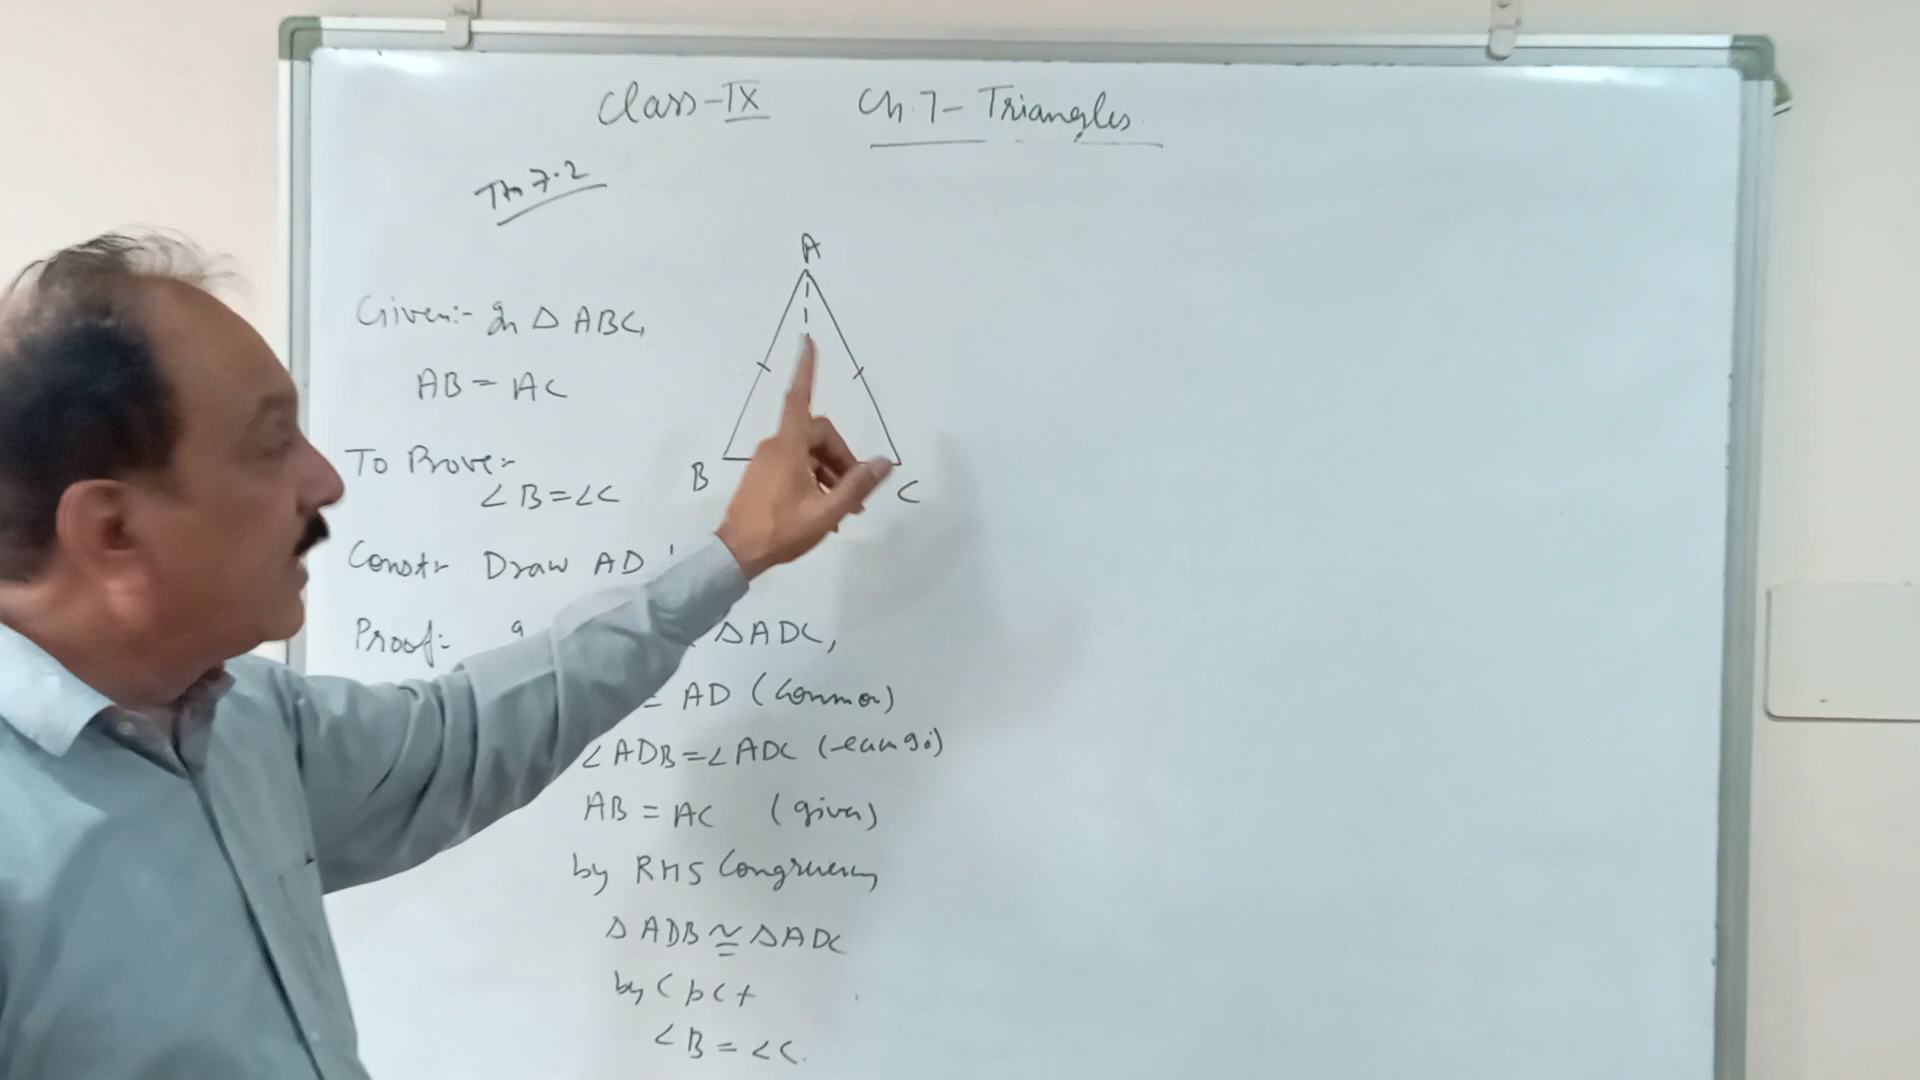 Class-IX Ch.7- Triangles
Th 7.2
A
Given:- In △ ABC,
AB = AC
To Prove:-
B
∠B=∠C
C
Constr Draw AD
Proof:- △ADC,
= AD (Common)
∠ADB=∠ADC (each 90)
AB = AC (given)
by RHS Congruency
△ADB ≅ △ADC
by CPCT
∠B = ∠C.